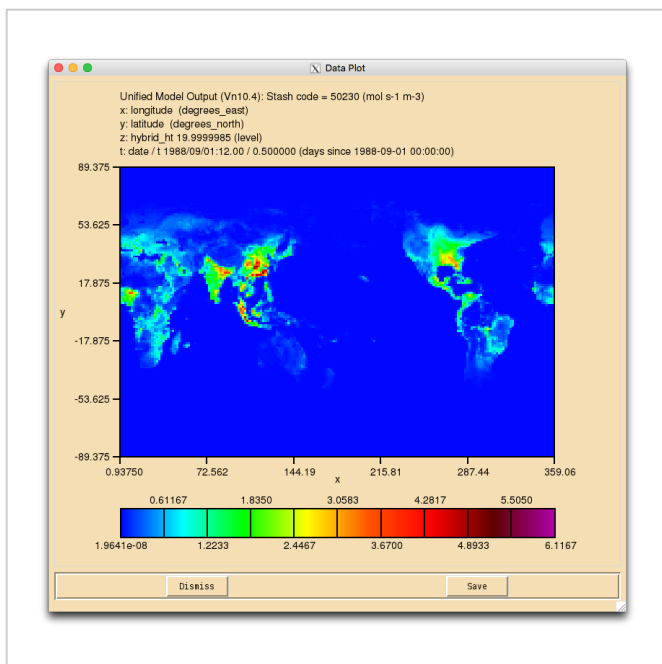 Data Plot
Unified Model Output (Vn10.4): Stash code = 50230 (mol s-1 m-3)
x: longitude (degrees_east)
y: latitude (degrees_north)
z: hybrid_ht 19.9999985 (level)
t: date / t 1988/09/01:12.00 / 0.500000 (days since 1988-09-01 00:00:00)
89.375
53.625
17.875
y
-17.875
-53.625
-89.375
0.93750 72.562 144.19 215.81 287.44 359.06
x
0.61167 1.8350 3.0583 4.2817 5.5050
1.9641e-08 1.2233 2.4467 3.6700 4.8933 6.1167
Dismiss Save